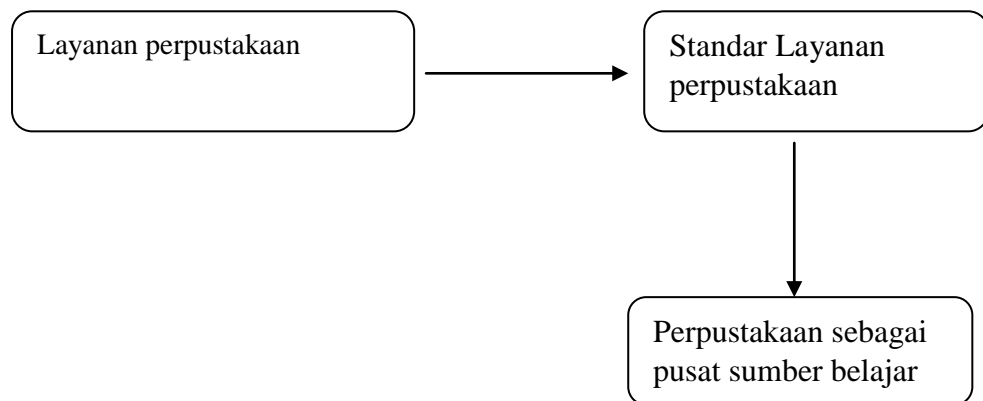 Layanan perpustakaan
Standar Layanan
perpustakaan
Perpustakaan sebagai
pusat sumber belajar